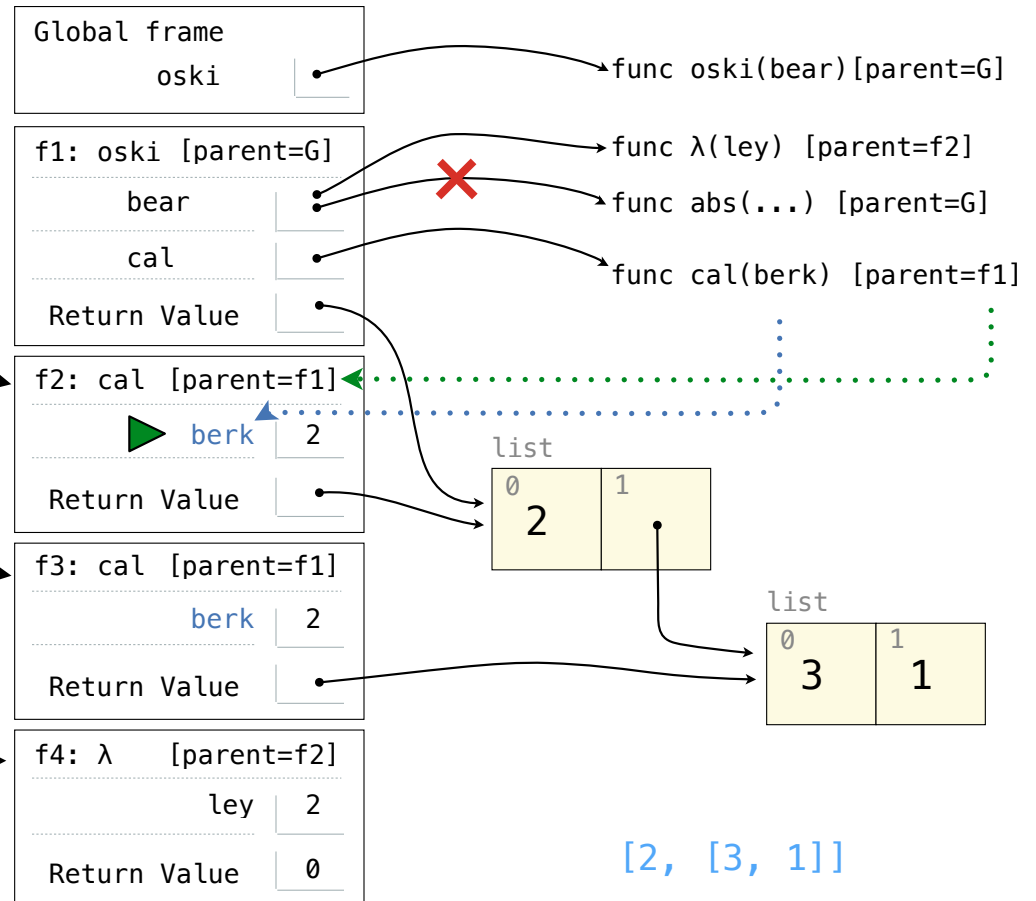 Global frame
oski
func oski(bear)[parent=G]
f1: oski [parent=G]
func λ(ley) [parent=f2]
bear
func abs(...) [parent=G]
cal
func cal(berk) [parent=f1]
Return Value
f2: cal [parent=f1]
berk 2
list
0 1
2
Return Value
f3: cal [parent=f1]
berk 2
list
0 1
3 1
Return Value
f4: λ [parent=f2]
ley 2
Return Value 0
[2, [3, 1]]